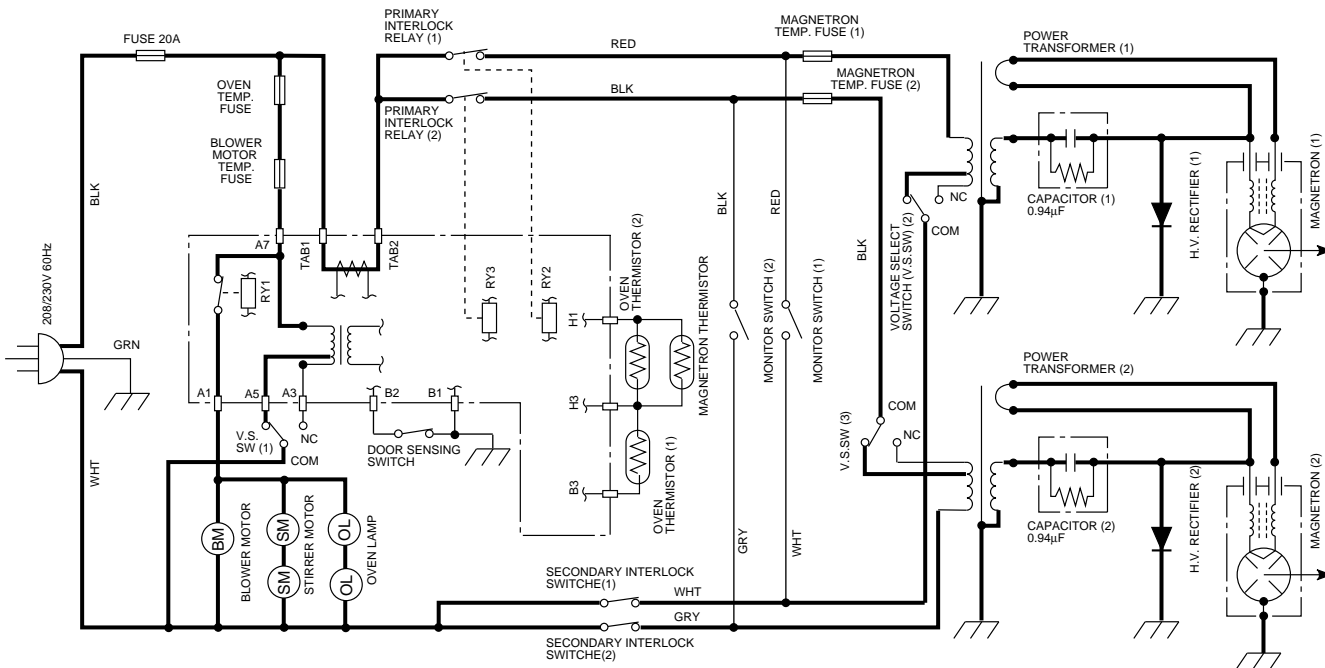 FUSE 20A
PRIMARY
INTERLOCK
RELAY (1)
RED
MAGNETRON
TEMP. FUSE (1)
POWER
TRANSFORMER (1)
OVEN
TEMP.
FUSE
PRIMARY
INTERLOCK
RELAY (2)
BLK
MAGNETRON
TEMP. FUSE (2)
BLOWER
MOTOR
TEMP.
FUSE
BLK
BLK
RED
NC
COM
VOLTAGE SELECT
SWITCH (V.S.SW) (2)
CAPACITOR (1)
0.94μF
H.V. RECTIFIER (1)
MAGNETRON (1)
208/230V 60Hz
A7
TAB1
TAB2
RY1
RY3
RY2
H1
OVEN
THERMISTOR (2)
MAGNETRON THERMISTOR
MONITOR SWITCH (2)
MONITOR SWITCH (1)
BLK
GRN
WHT
A1
A5
A3
B2
B1
H3
V.S.
SW (1)
NC
COM
DOOR SENSING
SWITCH
B3
OVEN
THERMISTOR (1)
V.S.SW (3)
COM
NC
POWER
TRANSFORMER (2)
CAPACITOR (2)
0.94μF
H.V. RECTIFIER (2)
MAGNETRON (2)
BM
BLOWER MOTOR
SM
SM
STIRRER MOTOR
OL
OL
OVEN LAMP
GRY
WHT
SECONDARY INTERLOCK
SWITCHE(1)
WHT
GRY
SECONDARY INTERLOCK
SWITCHE(2)